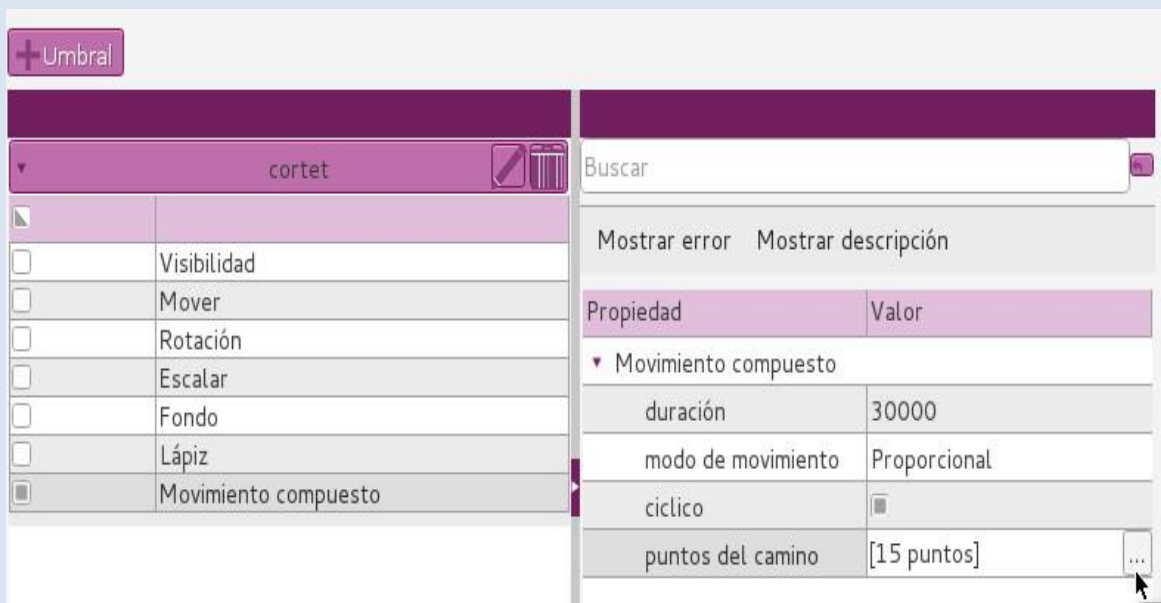 Umbral
cortet
Visibilidad
Mover
Rotación
Escalar
Fondo
Lápiz
Movimiento compuesto
Buscar
Mostrar error Mostrar descripción
Propiedad Valor
Movimiento compuesto
duración 30000
modo de movimiento Proporcional
ciclico
puntos del camino [15 puntos] ...